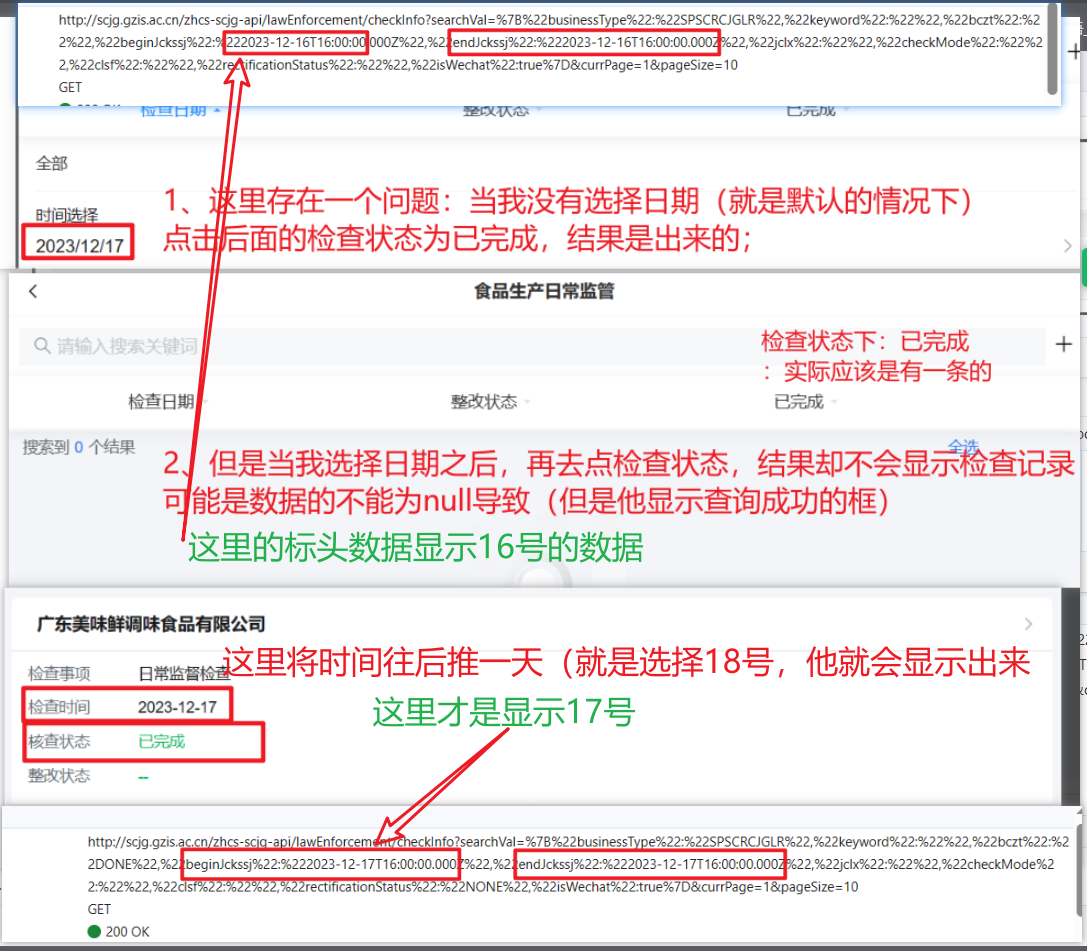 http://scjg.gzis.ac.cn/zhcs-scjg-api/lawEnforcement/checkInfo?searchVal=%7B%22businessType%22:%22SPSCRCJGLR%22,%22keyword%22:%22%22,%22bczt%22:%2
2%22,%22beginJckssj%22:%222023-12-16T16:00:00.000Z%22,%22endJckssj%22:%222023-12-16T16:00:00.000Z%22,%22jclx%22:%22%22,%22checkMode%22:%22%2
2,%22clsf%22:%22%22,%22rectificationStatus%22:%22%22,%22isWechat%22:true%7D&currPage=1&pageSize=10
GET
200 OK
检查日期 整改状态 已完成
全部
时间选择
2023/12/17
1、这里存在一个问题：当我没有选择日期（就是默认的情况下）
点击后面的检查状态为已完成，结果是出来的；
食品生产日常监管
请输入搜索关键词
检查状态下：已完成
：实际应该是有一条的
检查日期 整改状态 已完成
搜索到 0 个结果 全选
2、但是当我选择日期之后，再去点检查状态，结果却不会显示检查记录
可能是数据的不能为null导致（但是他显示查询成功的框）
这里的标头数据显示16号的数据
广东美味鲜调味食品有限公司
这里将时间往后推一天（就是选择18号，他就会显示出来
检查事项 日常监督检查
检查时间 2023-12-17
这里才是显示17号
核查状态 已完成
整改状态 --
http://scjg.gzis.ac.cn/zhcs-scjg-api/lawEnforcement/checkInfo?searchVal=%7B%22businessType%22:%22SPSCRCJGLR%22,%22keyword%22:%22%22,%22bczt%22:%2
2DONE%22,%22beginJckssj%22:%222023-12-17T16:00:00.000Z%22,%22endJckssj%22:%222023-12-17T16:00:00.000Z%22,%22jclx%22:%22%22,%22checkMode%2
2:%22%22,%22clsf%22:%22%22,%22rectificationStatus%22:%22NONE%22,%22isWechat%22:true%7D&currPage=1&pageSize=10
GET
200 OK